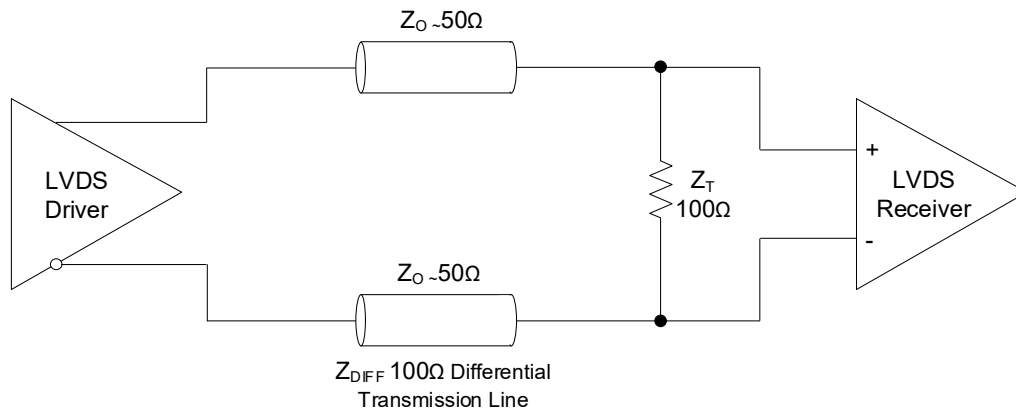 Z_O ~50Ω
LVDS
Driver
Z_T
100Ω
+
-
LVDS
Receiver
Z_O ~50Ω
Z_DIFF 100Ω Differential
Transmission Line